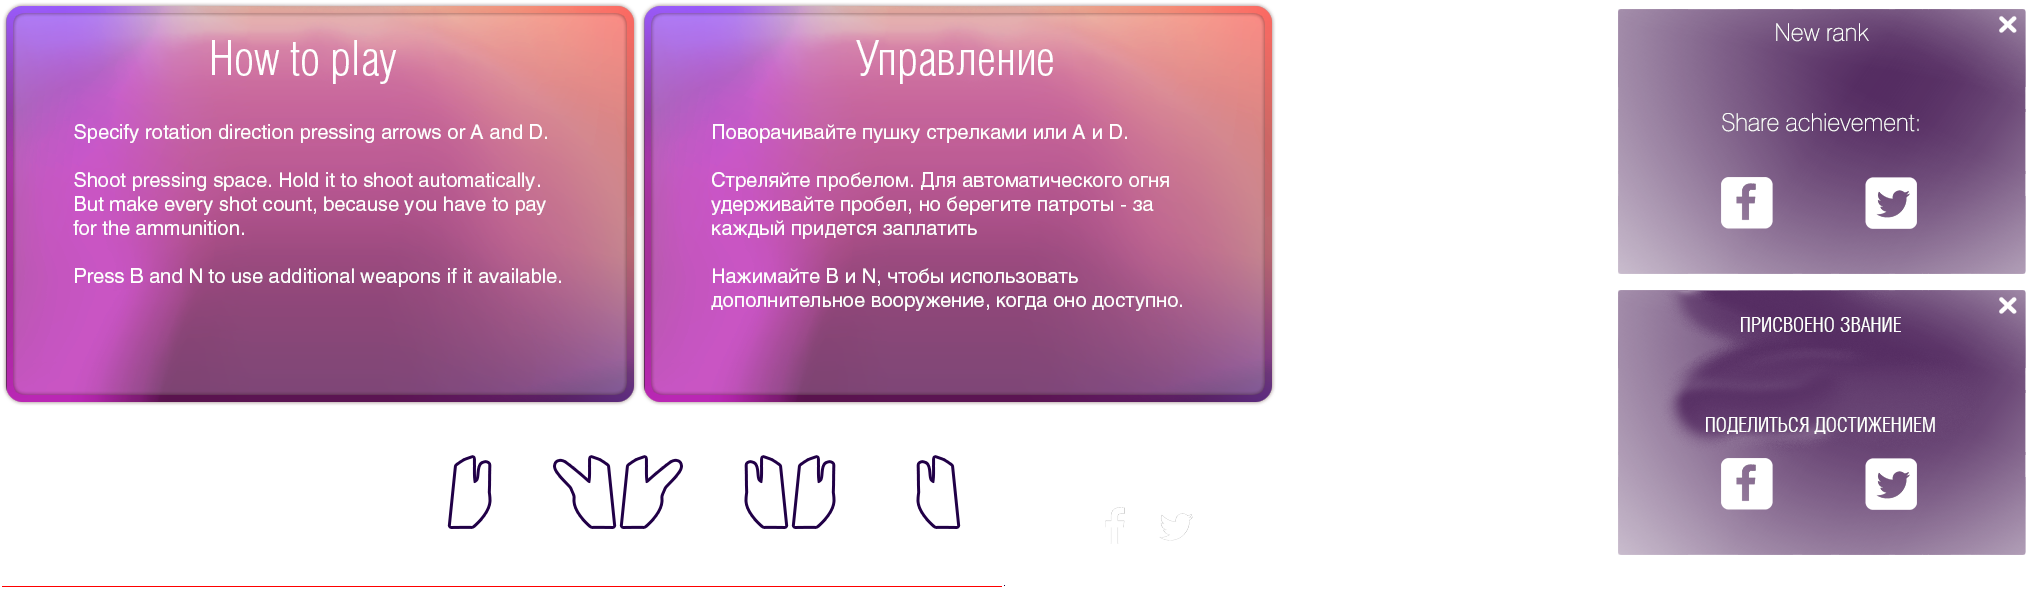 How to play
Specify rotation direction pressing arrows or A and D.
Shoot pressing space. Hold it to shoot automatically.
But make every shot count, because you have to pay
for the ammunition.
Press B and N to use additional weapons if it available.
Управление
Поворачивайте пушку стрелками или A и D.
Стреляйте пробелом. Для автоматического огня
удерживайте пробел, но берегите патроты - за
каждый придется заплатить
Нажимайте B и N, чтобы использовать
дополнительное вооружение, когда оно доступно.
New rank
Share achievement:
ПРИСВОЕНО ЗВАНИЕ
ПОДЕЛИТЬСЯ ДОСТИЖЕНИЕМ